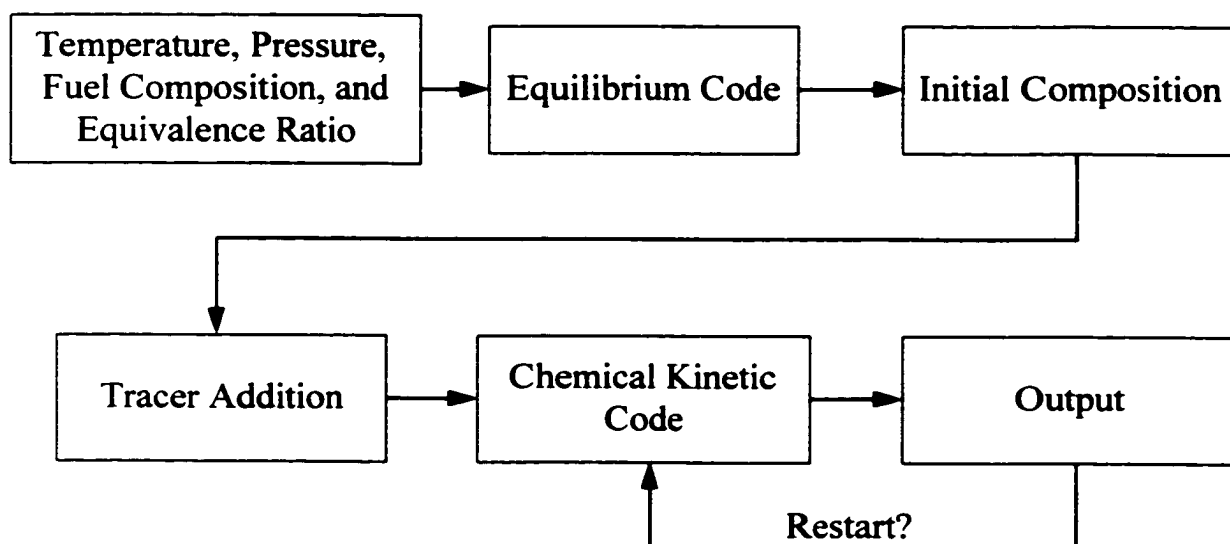 Temperature, Pressure,
Fuel Composition, and
Equivalence Ratio
Equilibrium Code
Initial Composition
Tracer Addition
Chemical Kinetic
Code
Output
Restart?